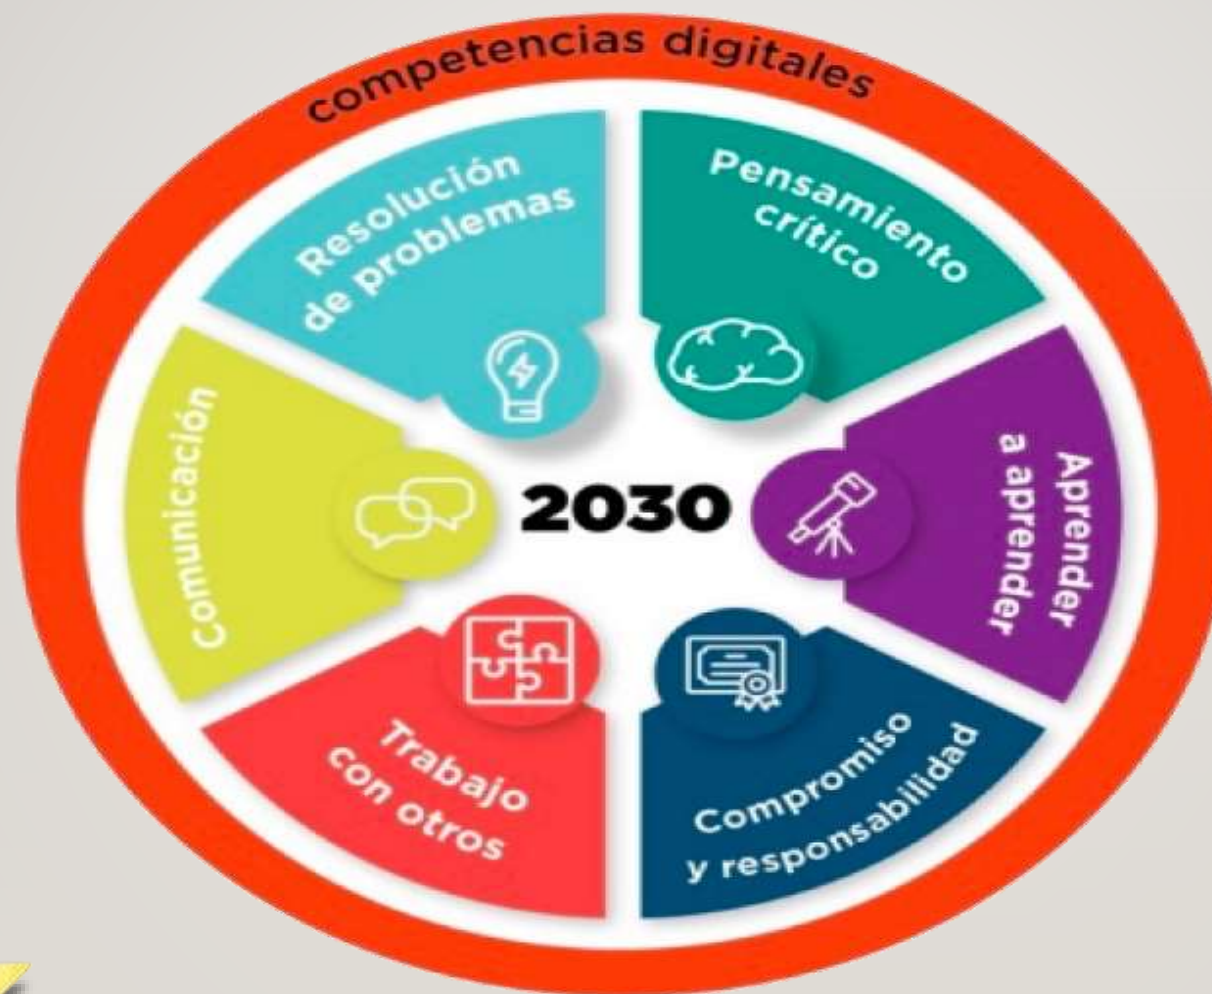 competencias digitales
Resolución
de problemas
Pensamiento
crítico
Aprender
a aprender
Compromiso
y responsabilidad
Trabajo
con otros
Comunicación
2030